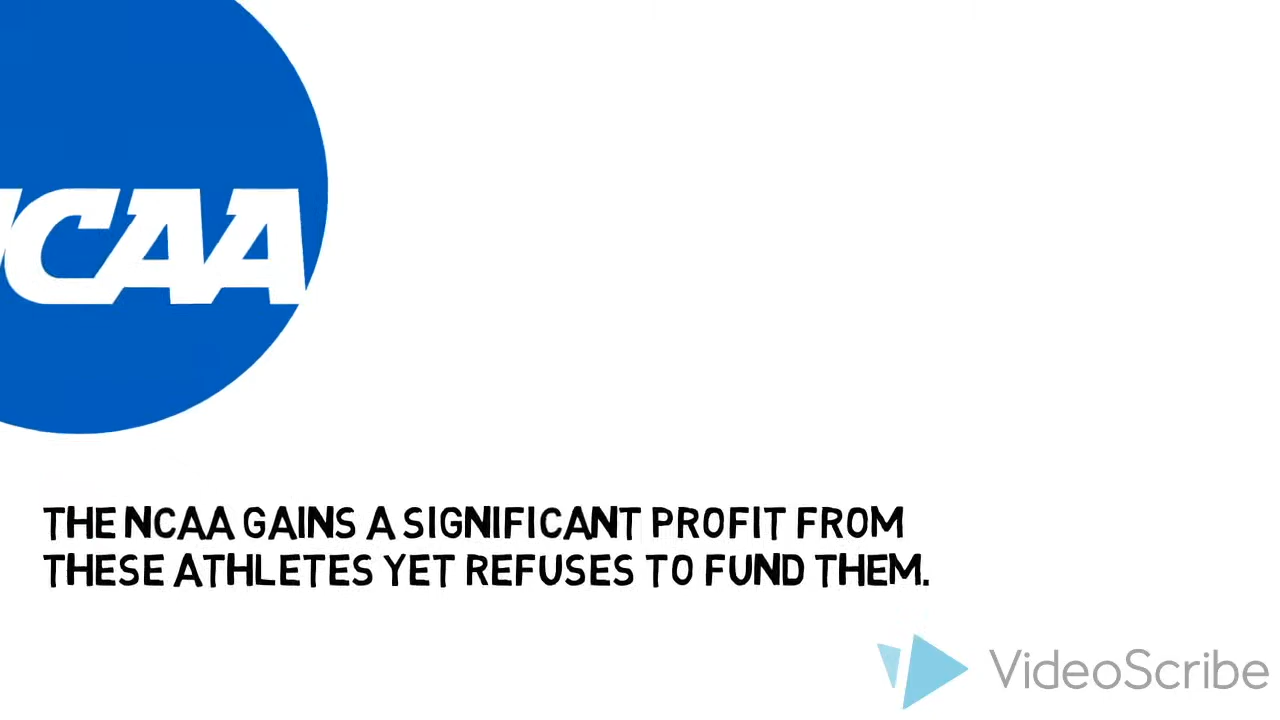 NCAA
THE NCAA GAINS A SIGNIFICANT PROFIT FROM
THESE ATHLETES YET REFUSES TO FUND THEM.
VideoScribe